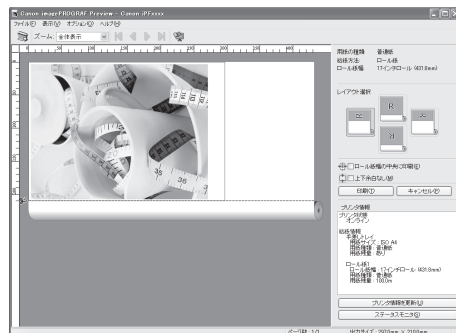 Canon imagePROGRAF Preview - Canon iPFxxxx
ファイル(F) 表示(V) オプション(O) ヘルプ(H)
ズーム: 全体表示
用紙の種類 普通紙
給紙方法: ロール紙
ロール紙幅 17インチロール (431.8mm)
レイアウト選択
ロール紙幅の中央に印刷(E)
上下余白なし(M)
印刷(T)
キャンセル(C)
プリンタ情報
プリンタ状態
オンライン
給紙情報
手差しトレイ
用紙サイズ : ISO A4
用紙種類 : 普通紙
用紙残量 : あり
ロール紙1
ロール紙幅 : 17インチロール (431.8mm)
用紙種類 : 普通紙
用紙残量 : 100.0m
プリンタ情報を更新(U)
ステータスモニタ(S)
ページ数 : 1/1
出力サイズ : 297.0mm × 210.0mm